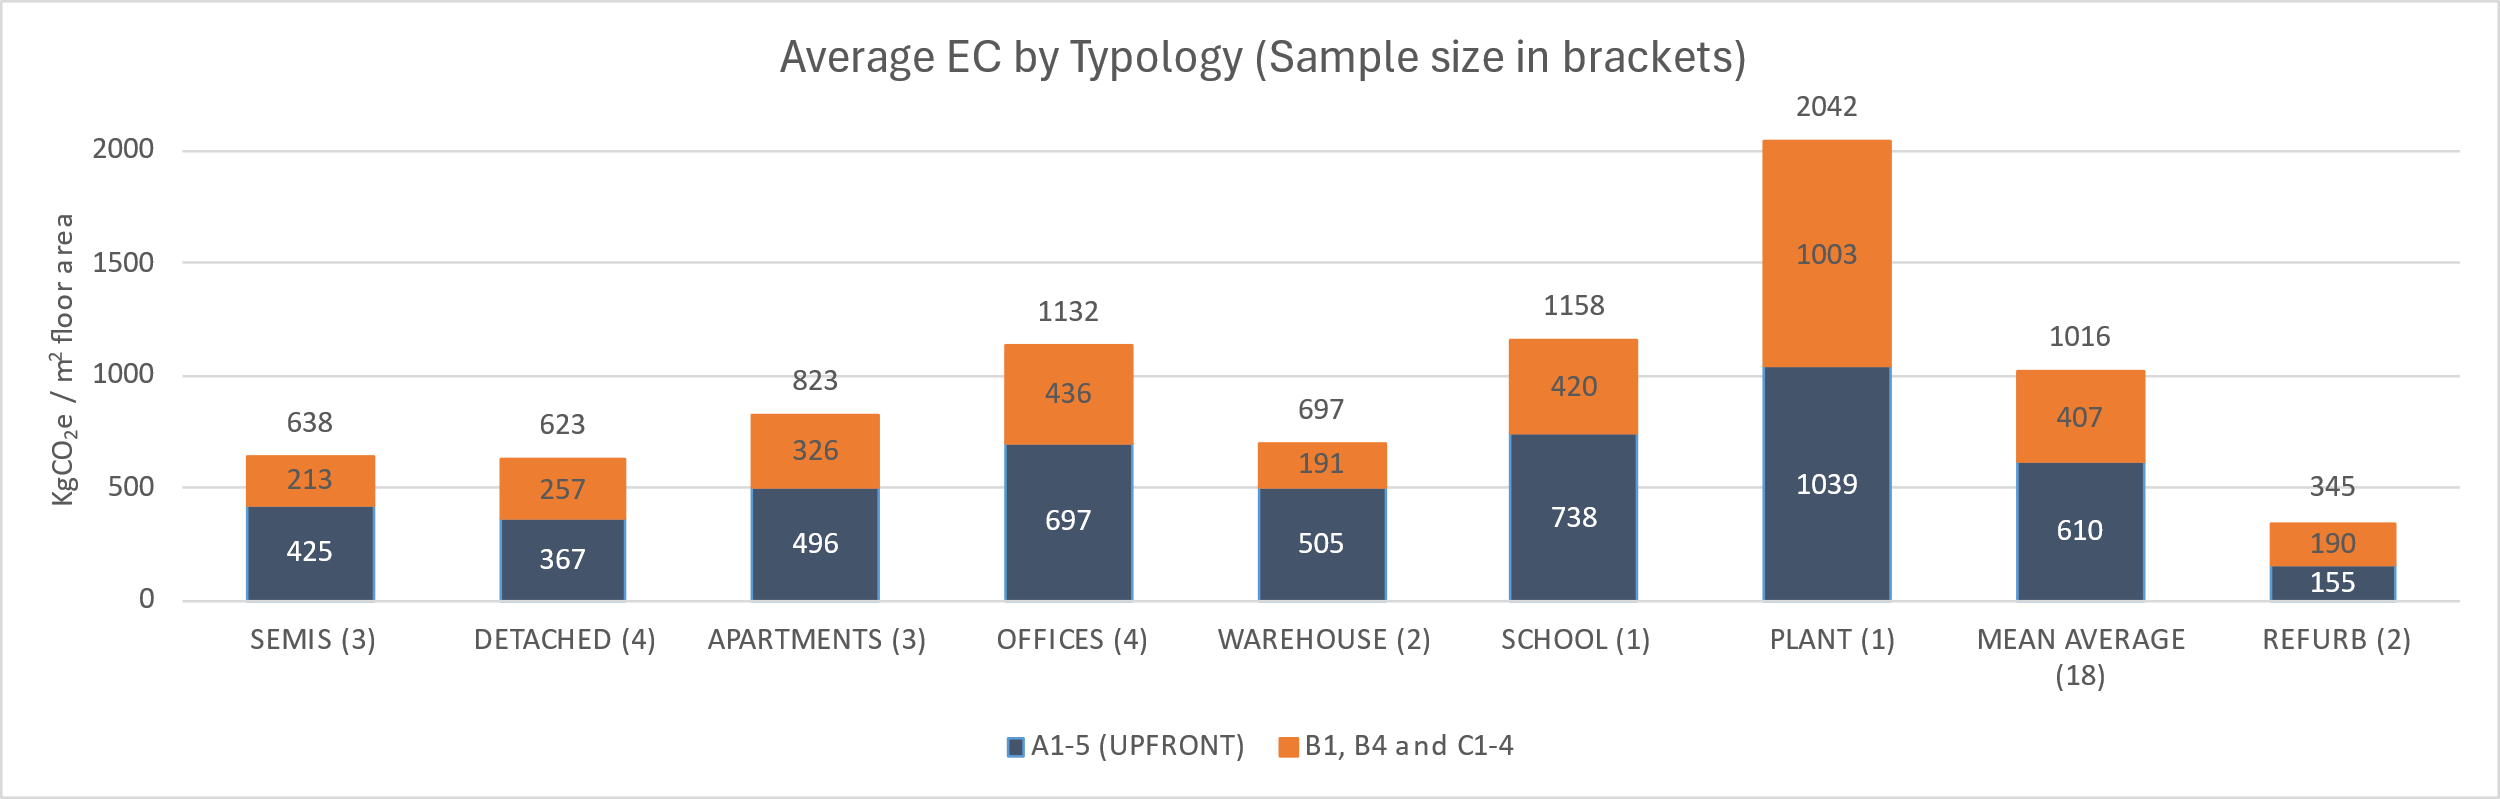 Average EC by Typology (Sample size in brackets)
KgCO₂e / m² floor area
2000
1500
1000
500
0
638
213
425
623
257
367
823
326
496
1132
436
697
697
191
505
1158
420
738
2042
1003
1039
1016
407
610
345
190
155
SEMIS (3)
DETACHED (4)
APARTMENTS (3)
OFFICES (4)
WAREHOUSE (2)
SCHOOL (1)
PLANT (1)
MEAN AVERAGE
(18)
REFURB (2)
A1-5 (UPFRONT)
B1, B4 and C1-4